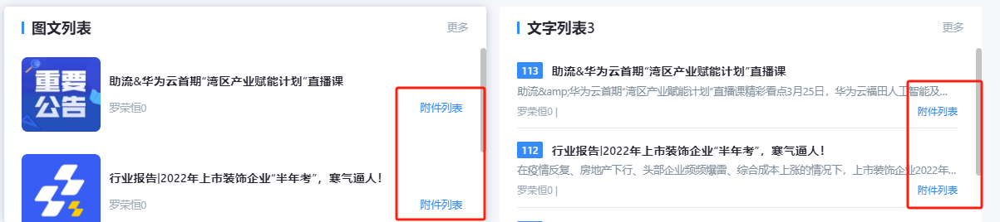 图文列表
更多
重要
公告
助流&华为云首期“湾区产业赋能计划”直播课
罗荣恒0
附件列表
行业报告|2022年上市装饰企业“半年考”，寒气逼人！
罗荣恒0
附件列表
文字列表3
更多
113 助流&华为云首期“湾区产业赋能计划”直播课
助流&amp;华为云首期“湾区产业赋能计划”直播课精彩看点3月25日，华为云福田人工智能及...
罗荣恒0 |
附件列表
112 行业报告|2022年上市装饰企业“半年考”，寒气逼人！
在疫情反复、房地产下行、头部企业频频爆雷、综合成本上涨的情况下，上市装饰企业2022年...
罗荣恒0 |
附件列表